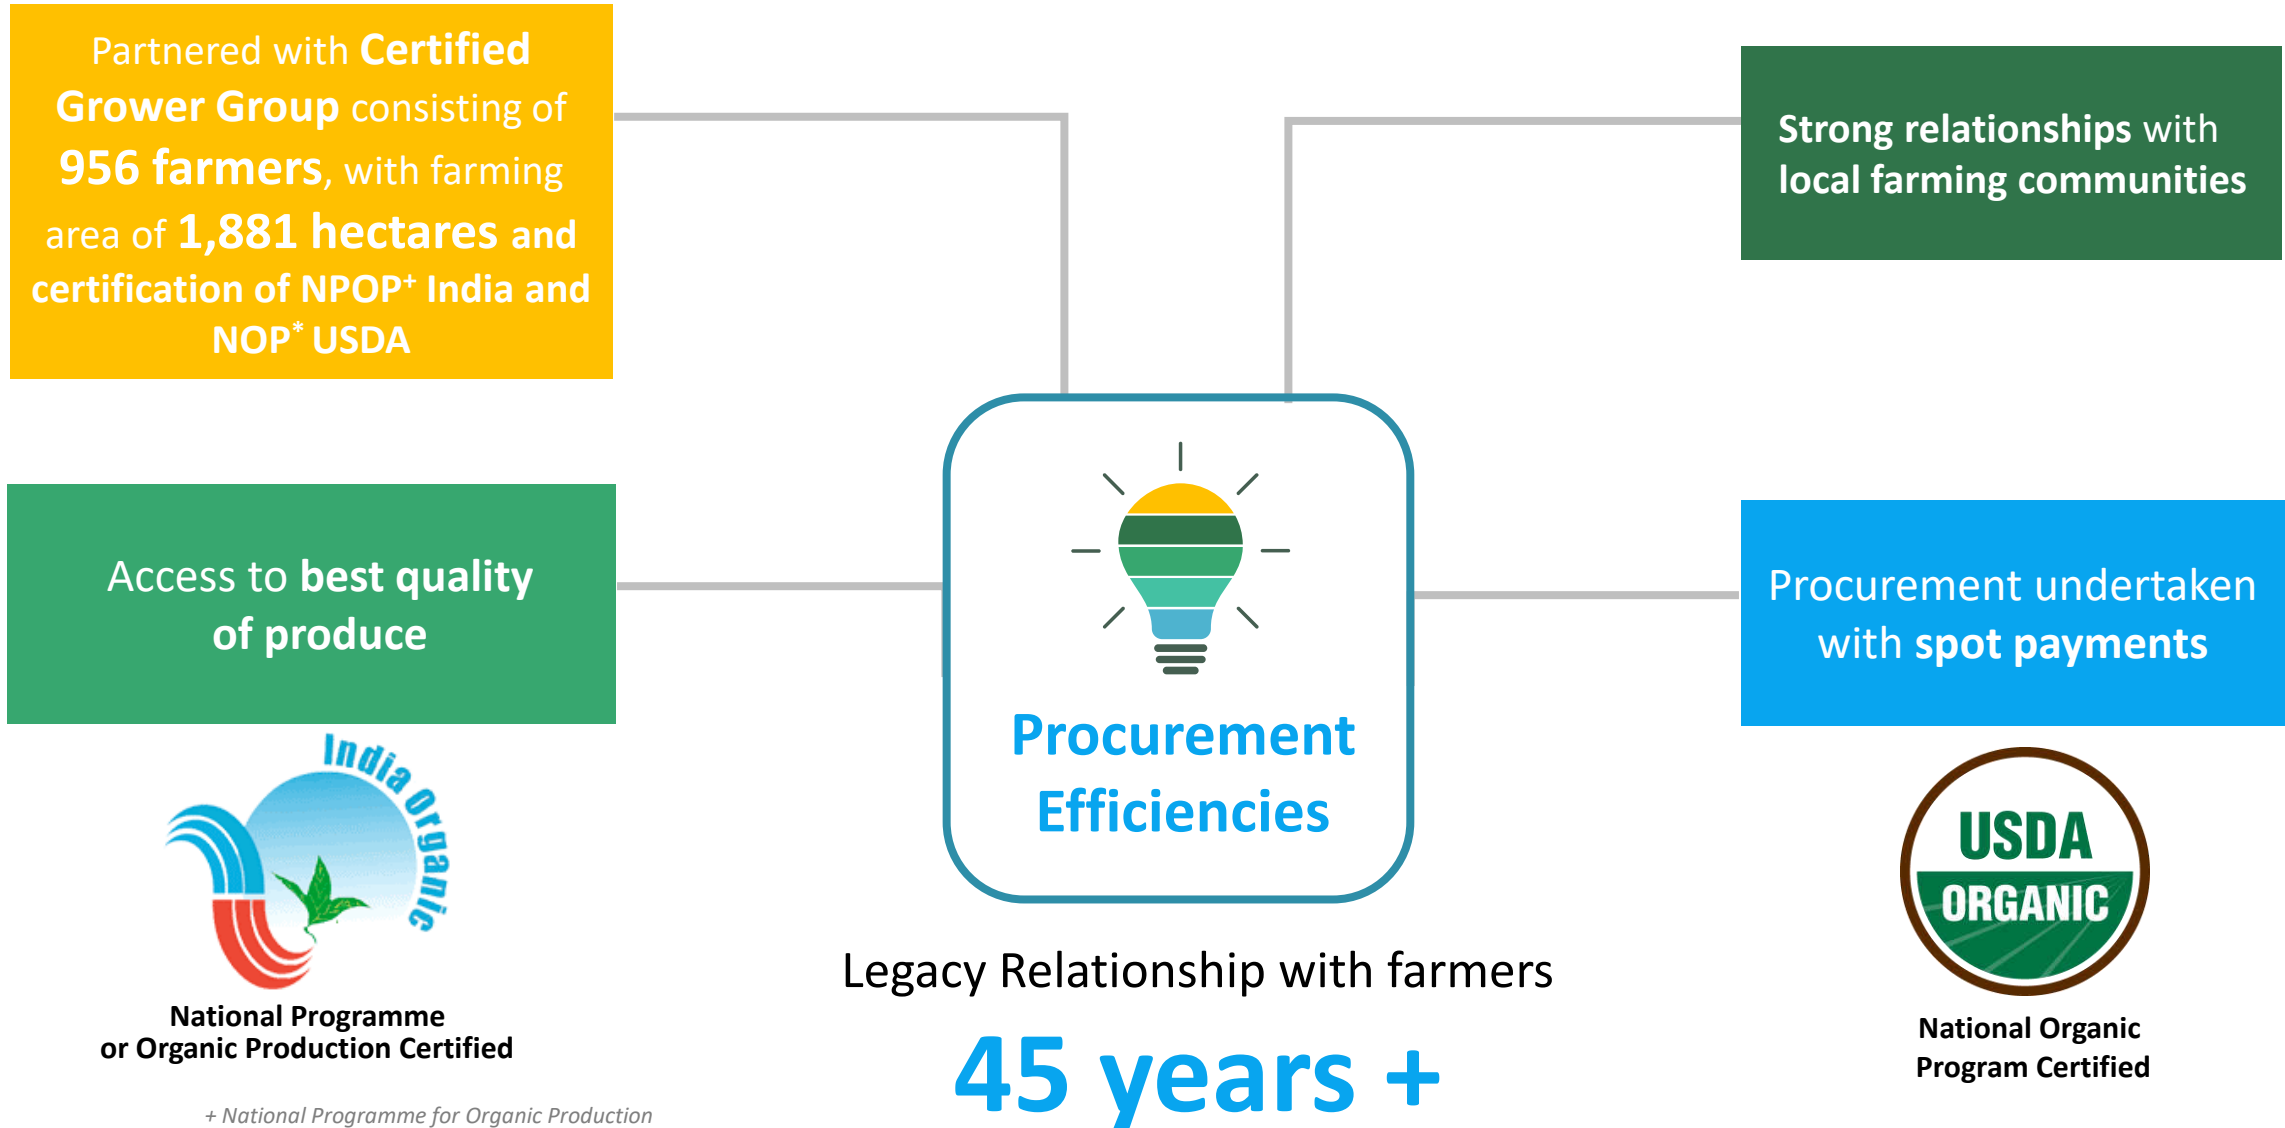 Partnered with Certified
Grower Group consisting of
956 farmers, with farming
area of 1,881 hectares and
certification of NPOP+ India and
NOP* USDA
Strong relationships with
local farming communities
Access to best quality
of produce
Procurement undertaken
with spot payments
Procurement
Efficiencies
India Organic
National Programme
or Organic Production Certified
USDA
ORGANIC
National Organic
Program Certified
Legacy Relationship with farmers
45 years +
+ National Programme for Organic Production